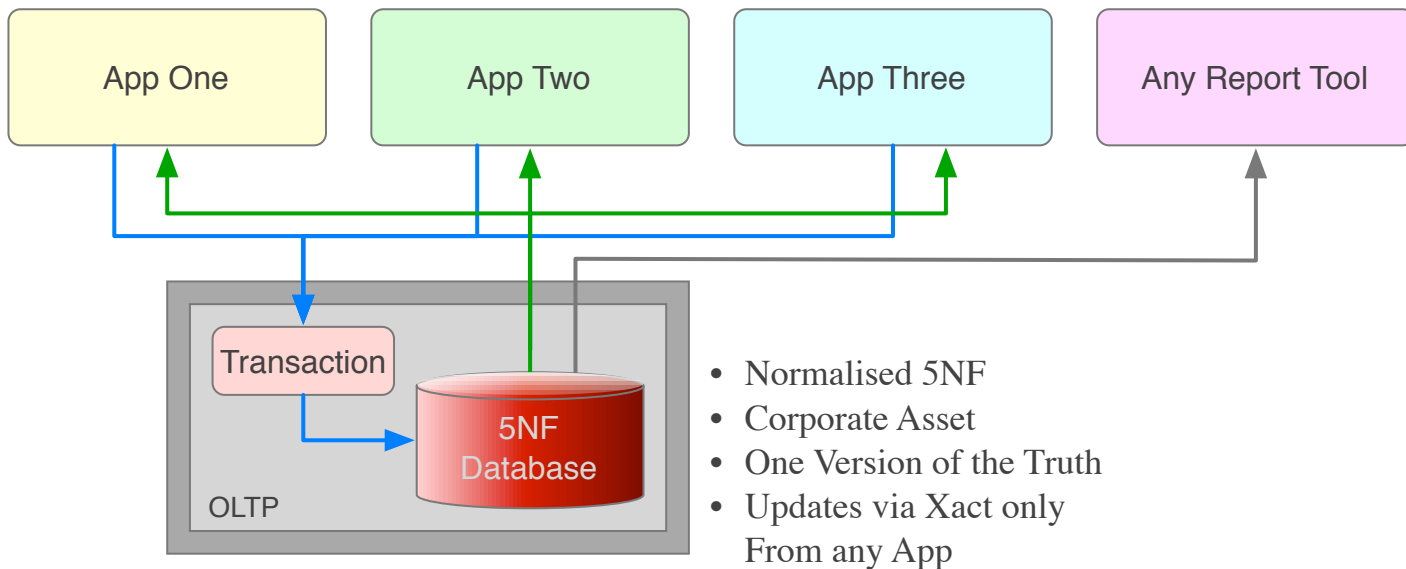 App One
App Two
App Three
Any Report Tool
Transaction
5NF
Database
OLTP
• Normalised 5NF
• Corporate Asset
• One Version of the Truth
• Updates via Xact only
From any App